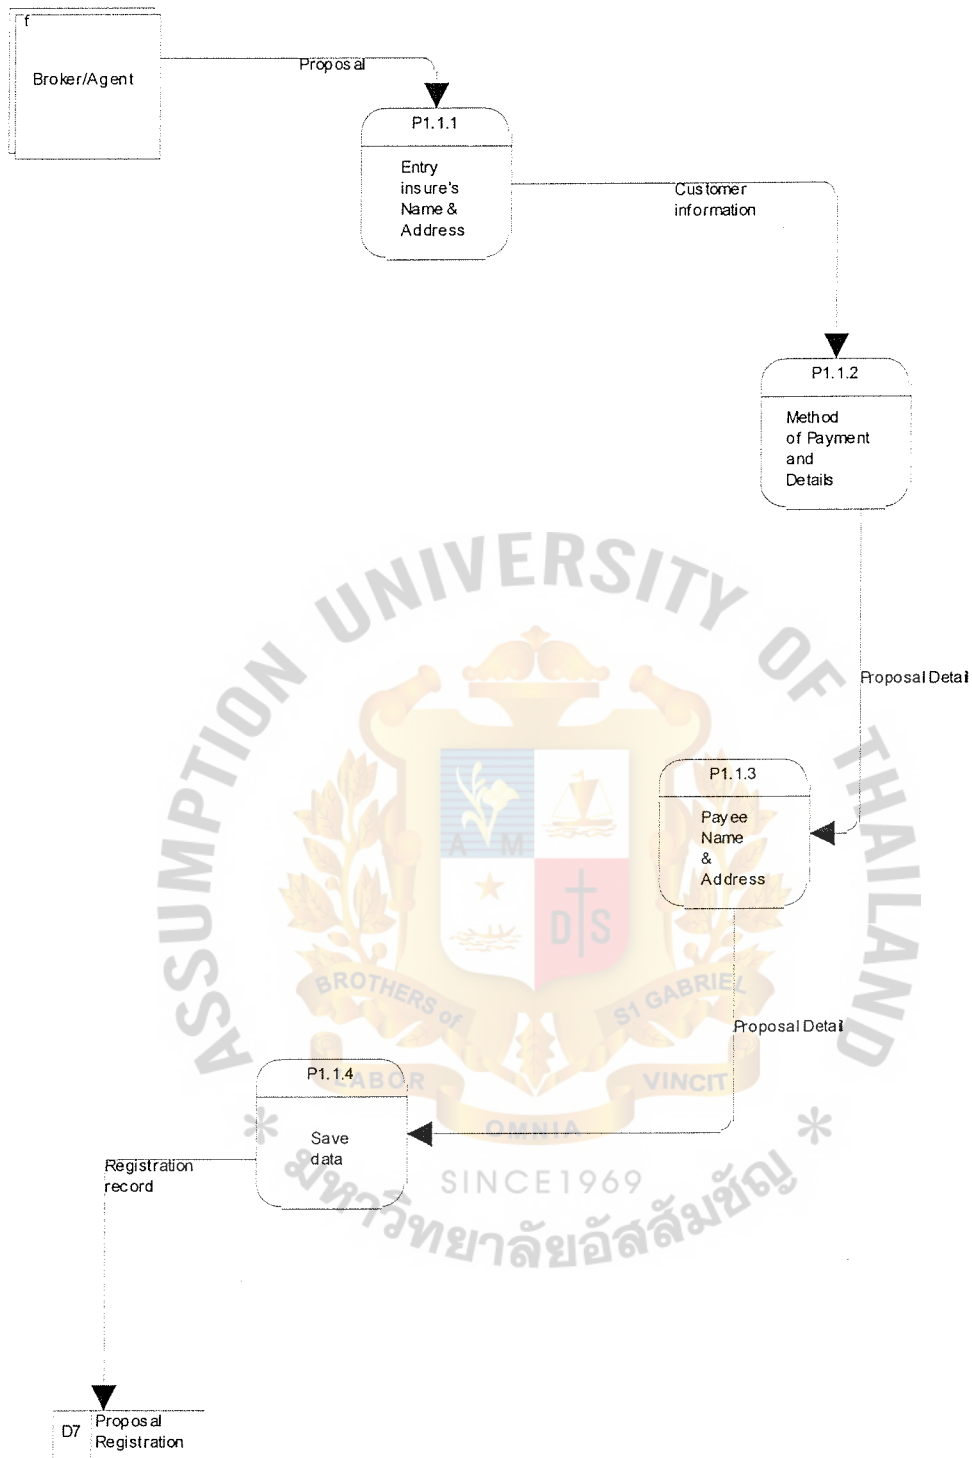 f
Broker/Agent
Proposal
P1.1.1
Entry
insure's
Name &
Address
Customer
information
P1.1.2
Method
of Payment
and
Details
Proposal Detail
P1.1.3
Payee
Name
&
Address
Proposal Detail
P1.1.4
Save
data
Registration
record
D7
Proposal
Registration
ASSUMPTION UNIVERSITY OF THAILAND
A M
D S
BROTHERS of
S1 GABRIEL
LABOR
VINCIT
OMNIA
* *
SINCE1969
มหาวิทยาลัยอัสสัมชัญ